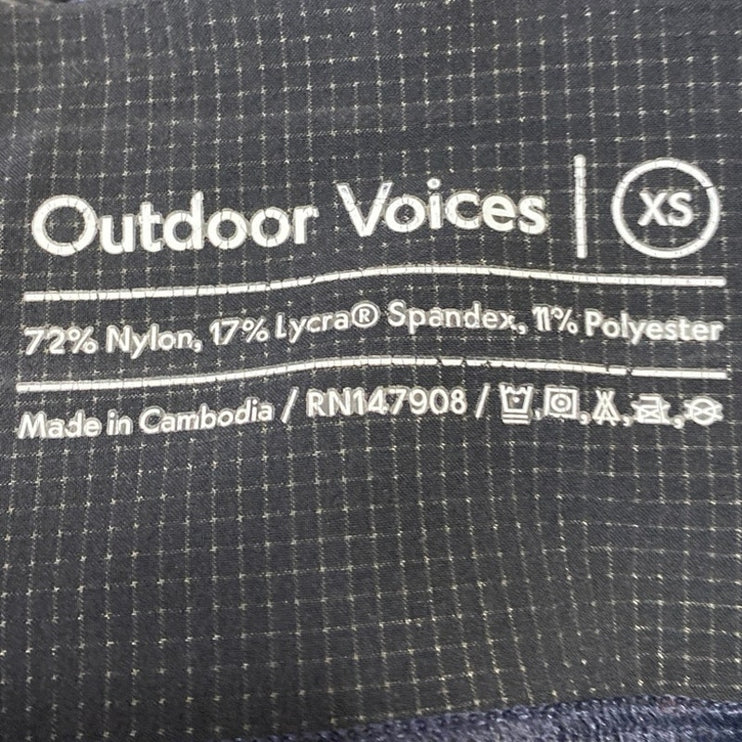 Outdoor Voices | XS
72% Nylon, 17% Lycra® Spandex, 11% Polyester
Made in Cambodia / RN147908 /